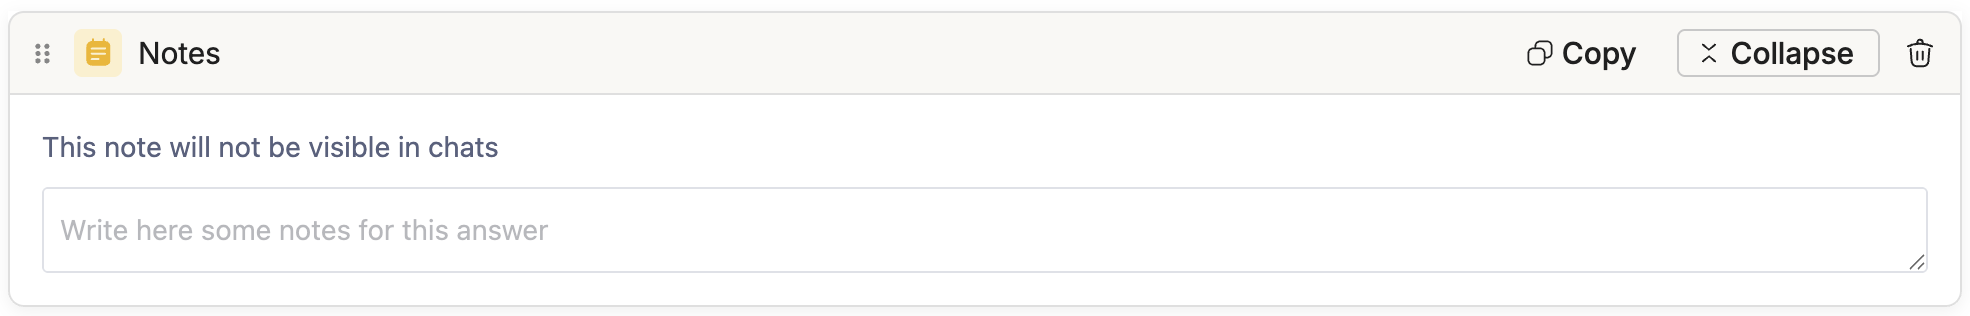 Notes
Copy
Collapse
This note will not be visible in chats
Write here some notes for this answer